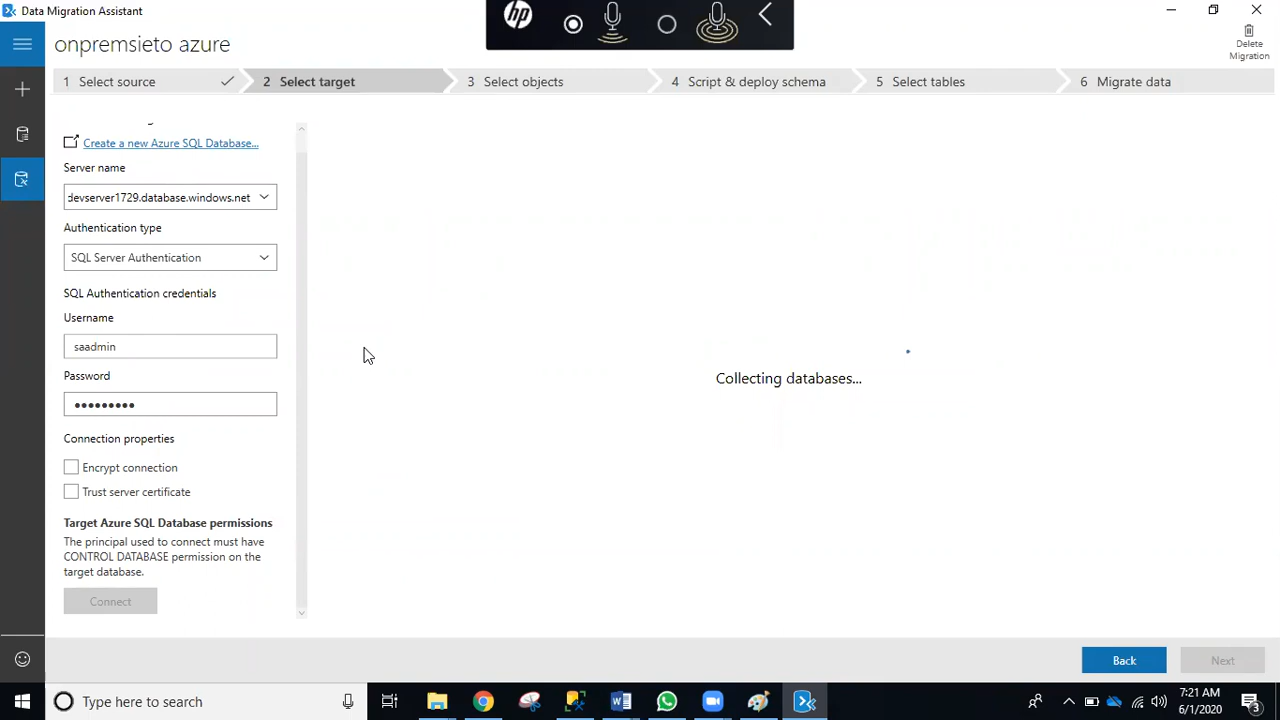 Data Migration Assistant
hp
onpremsieto azure
Delete
Migration
1 Select source
2 Select target
3 Select objects
4 Script & deploy schema
5 Select tables
6 Migrate data
Create a new Azure SQL Database...
Server name
devserver1729.database.windows.net
Authentication type
SQL Server Authentication
SQL Authentication credentials
Username
saadmin
Password
•••••••••
Connection properties
Encrypt connection
Trust server certificate
Target Azure SQL Database permissions
The principal used to connect must have
CONTROL DATABASE permission on the
target database.
Connect
Collecting databases...
Back
Next
Type here to search
7:21 AM
6/1/2020
3